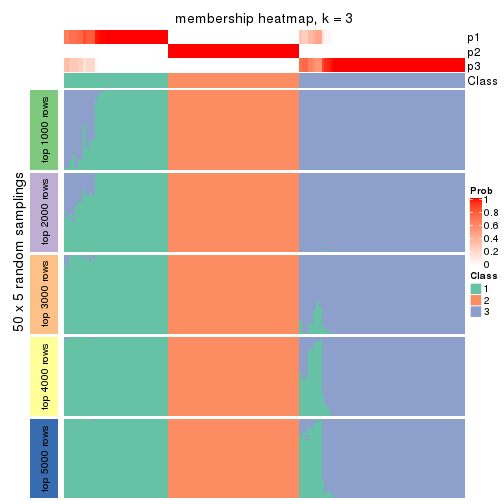 membership heatmap, k = 3
p1
p2
p3
Class
50 x 5 random samplings
top 1000 rows
top 2000 rows
top 3000 rows
top 4000 rows
top 5000 rows
Prob
1
0.8
0.6
0.4
0.2
0
Class
1
2
3